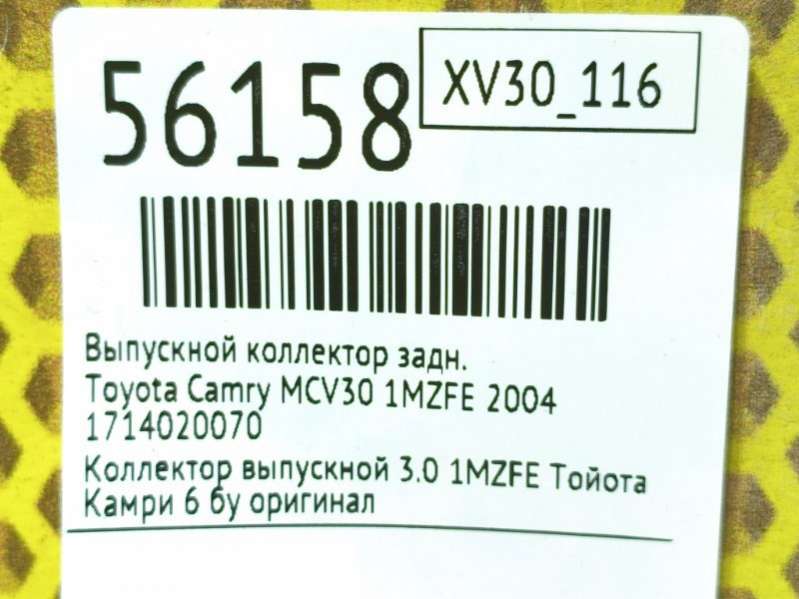 56158
XV30_116
Выпускной коллектор задн.
Toyota Camry MCV30 1MZFE 2004
1714020070
Коллектор выпускной 3.0 1MZFE Тойота
Камри 6 бу оригинал